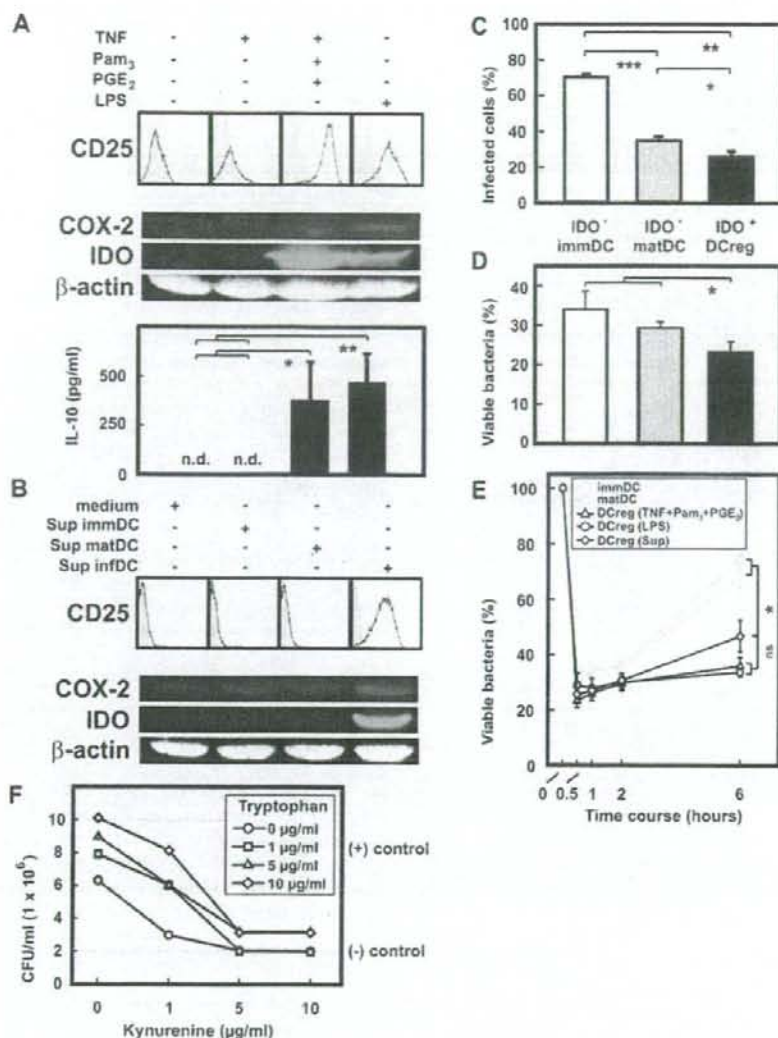 A
TNF - + + -
Pam3 - - + -
PGE2 - - + -
LPS - - - +
CD25
COX-2
IDO
β-actin
IL-10 (pg/ml)
500
250
0
n.d.
n.d.
*
**
B
medium + - - -
Sup immDC - + - -
Sup matDC - - + -
Sup infDC - - - +
CD25
COX-2
IDO
β-actin
C
Infected cells (%)
100
80
60
40
20
0
**
***
*
IDO - immDC
IDO - matDC
IDO + DCreg
D
Viable bacteria (%)
40
30
20
10
0
*
E
immDC
matDC
DCreg (TNF+Pam3+PGE2)
DCreg (LPS)
DCreg (Sup)
Viable bacteria (%)
100
80
60
40
20
0
*
ns
0 0.5 1 2 6
Time course (hours)
F
Tryptophan
0 µg/ml
1 µg/ml
5 µg/ml
10 µg/ml
(+) control
(-) control
CFU/ml (1 x 10^6)
10
8
6
4
2
0
0 1 5 10
Kynurenine (µg/ml)